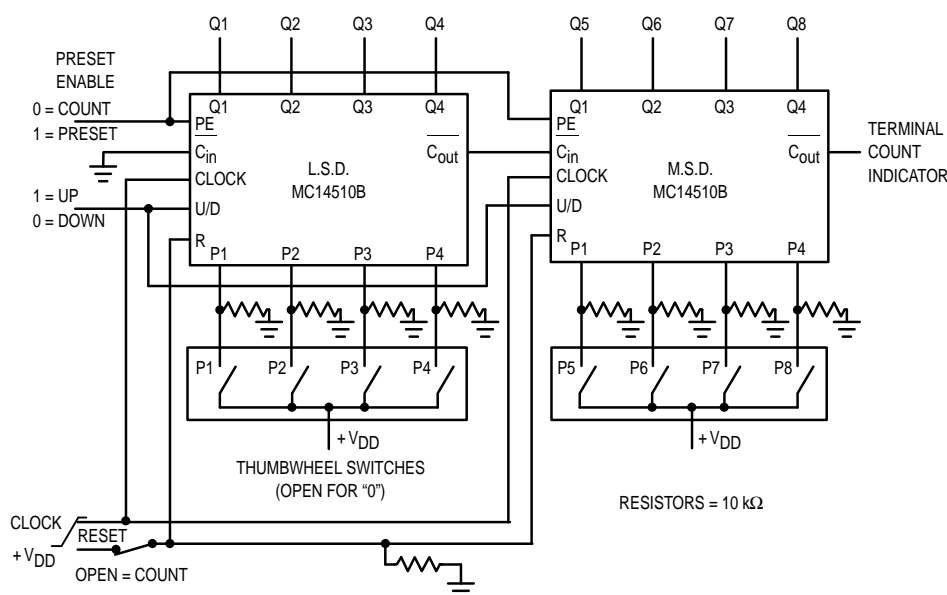 Q1 Q2 Q3 Q4 Q5 Q6 Q7 Q8
PRESET
ENABLE
0 = COUNT
1 = PRESET
1 = UP
0 = DOWN
Q1 Q2 Q3 Q4
PE
Cin
Cout
CLOCK
U/D
R
L.S.D.
MC14510B
P1 P2 P3 P4
Q1 Q2 Q3 Q4
PE
Cin
Cout
CLOCK
U/D
R
M.S.D.
MC14510B
P1 P2 P3 P4
TERMINAL
COUNT
INDICATOR
P1 P2 P3 P4
+ VDD
P5 P6 P7 P8
+ VDD
THUMBWHEEL SWITCHES
(OPEN FOR “0”)
RESISTORS = 10 kΩ
CLOCK
RESET
+ VDD
OPEN = COUNT